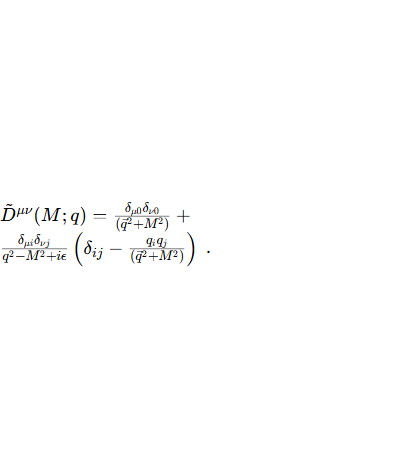 $\tilde{D}^{\mu\nu}(M;q) = \frac{\delta_{\mu 0}\delta_{\nu 0}}{(\vec{q}^2+M^2)} +$
$\frac{\delta_{\mu i}\delta_{\nu j}}{q^2-M^2+i\epsilon} \left( \delta_{ij} - \frac{q_i q_j}{(\vec{q}^2+M^2)} \right) \ .$